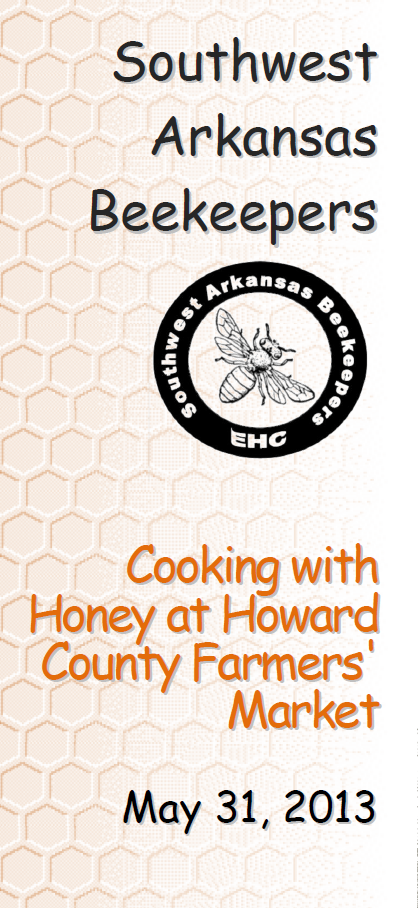 Southwest
Arkansas
Beekeepers
Southwest Arkansas Beekeepers
EHC
Cooking with
Honey at Howard
County Farmers'
Market
May 31, 2013